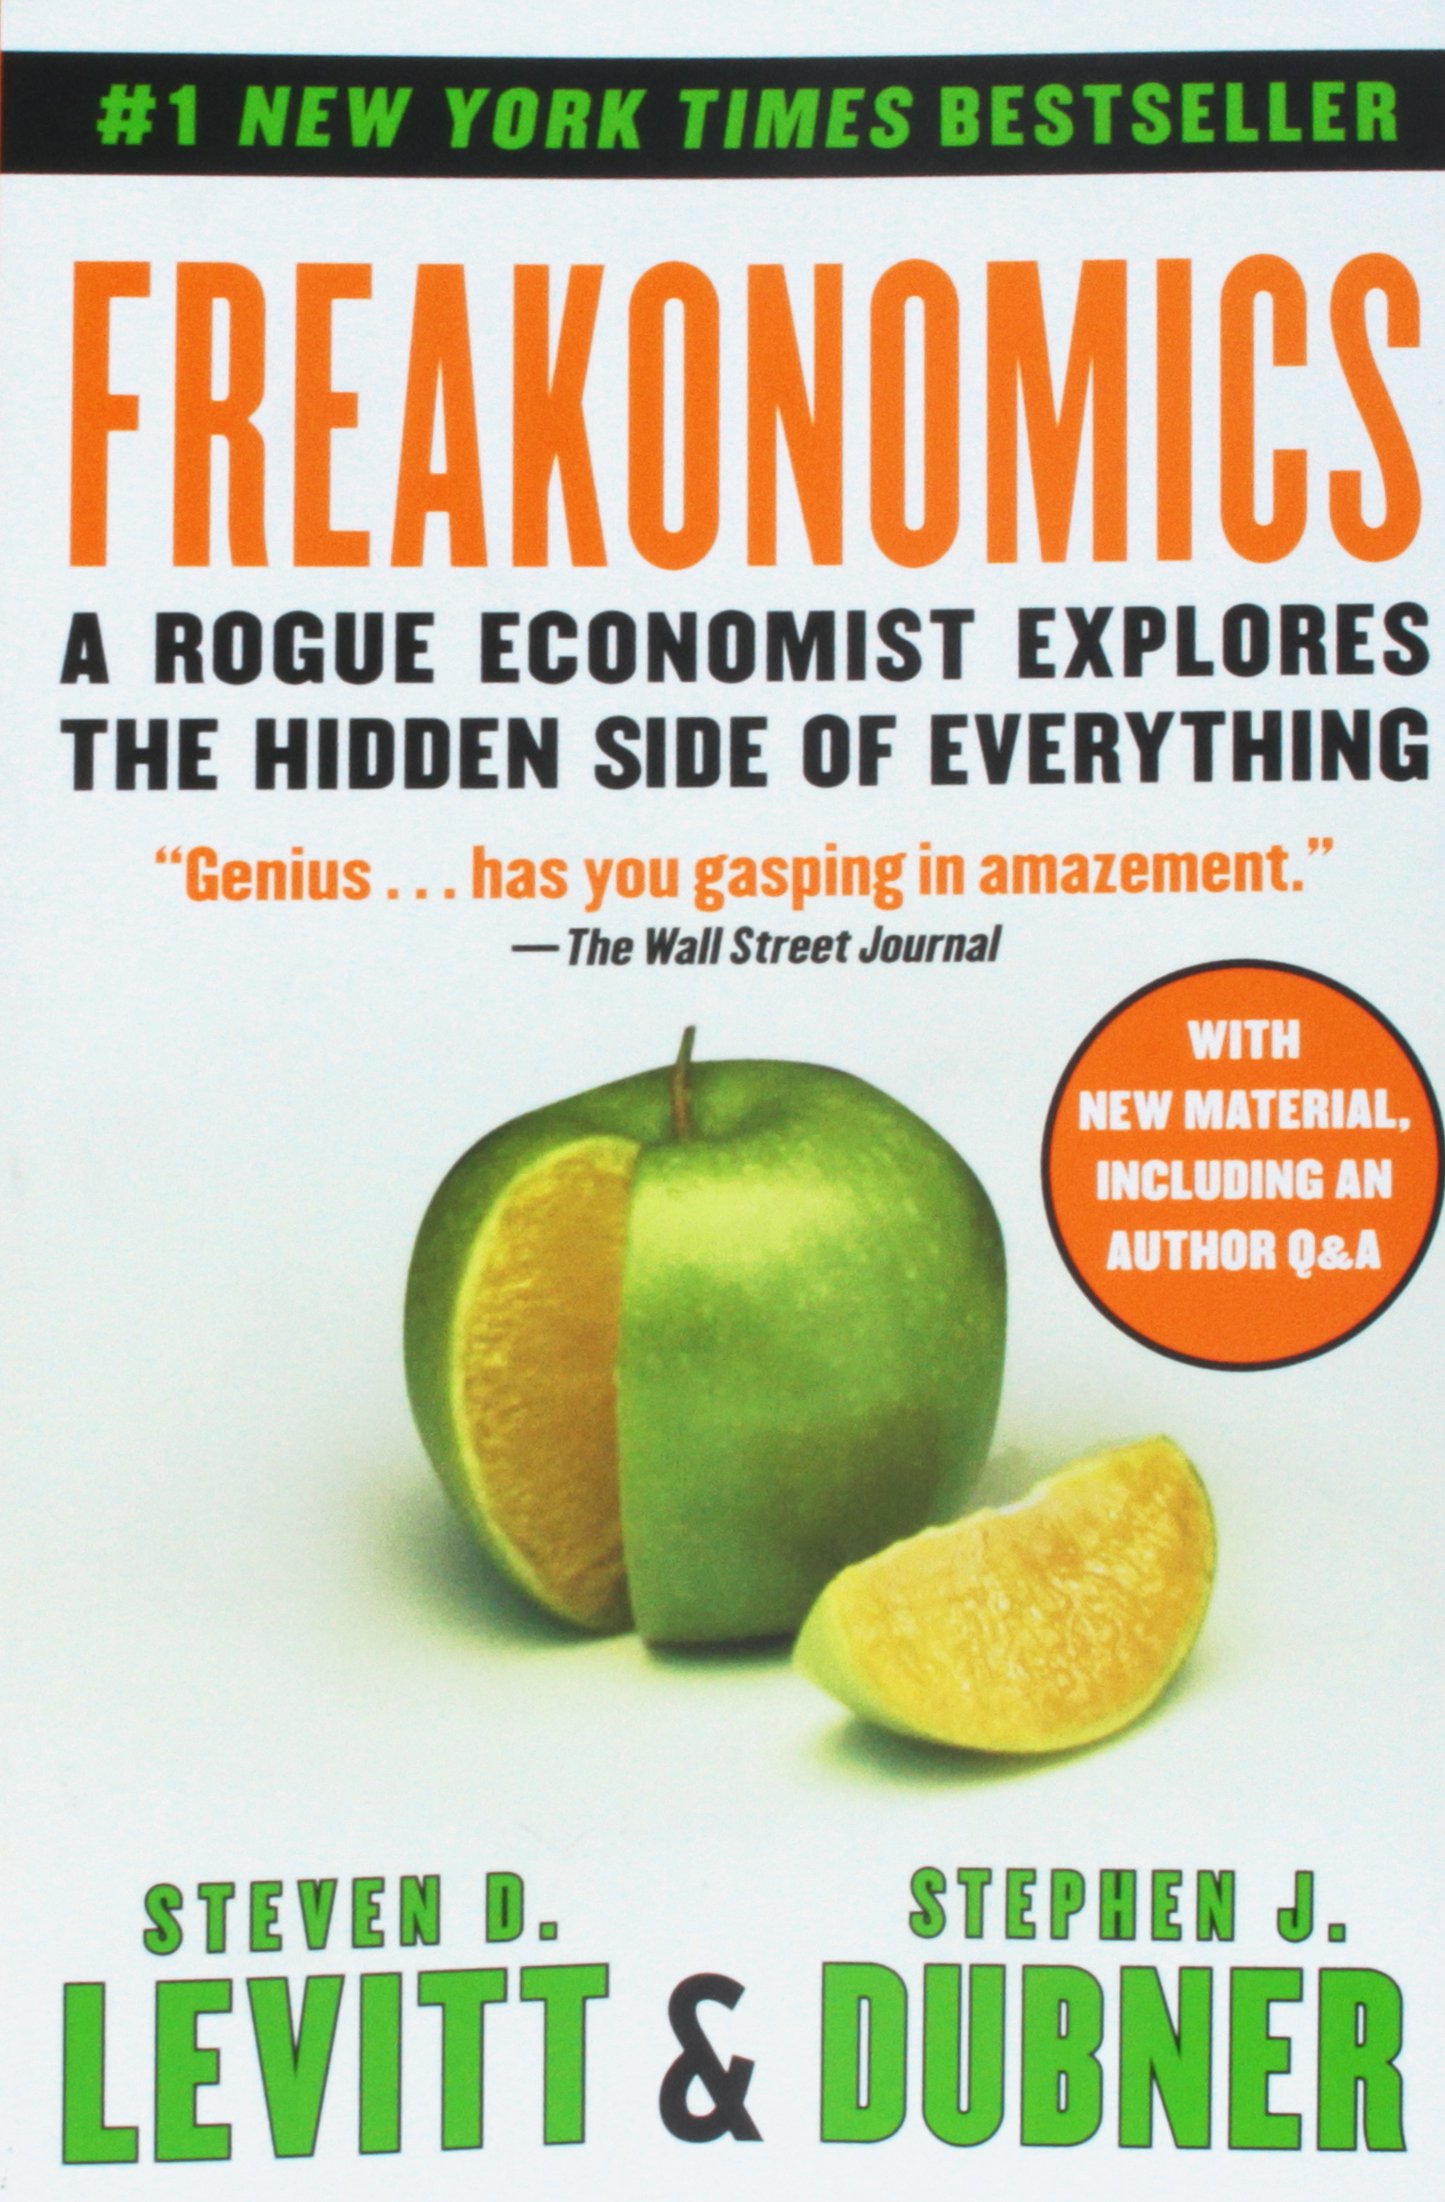 #1 NEW YORK TIMES BESTSELLER
FREAKONOMICS
A ROGUE ECONOMIST EXPLORES
THE HIDDEN SIDE OF EVERYTHING
“Genius . . . has you gasping in amazement.”
—The Wall Street Journal
WITH
NEW MATERIAL,
INCLUDING AN
AUTHOR Q&A
STEVEN D.
LEVITT
&
STEPHEN J.
DUBNER